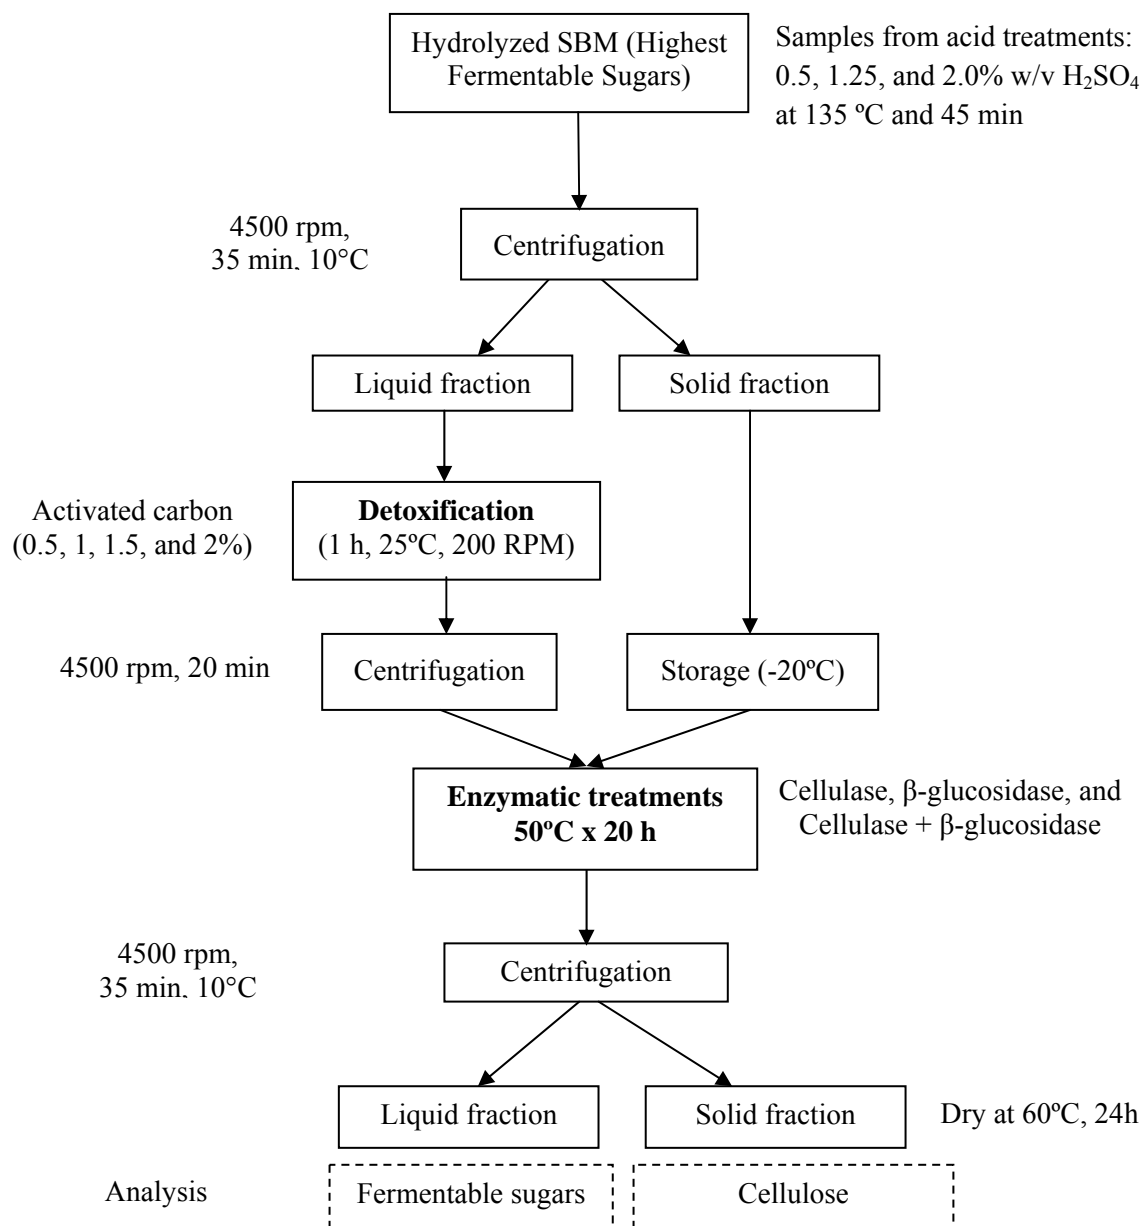 Hydrolyzed SBM (Highest
Fermentable Sugars)
Samples from acid treatments:
0.5, 1.25, and 2.0% w/v H₂SO₄
at 135 ºC and 45 min
4500 rpm,
35 min, 10°C
Centrifugation
Liquid fraction
Solid fraction
Activated carbon
(0.5, 1, 1.5, and 2%)
Detoxification
(1 h, 25ºC, 200 RPM)
4500 rpm, 20 min
Centrifugation
Storage (-20ºC)
Enzymatic treatments
50ºC x 20 h
Cellulase, β-glucosidase, and
Cellulase + β-glucosidase
4500 rpm,
35 min, 10°C
Centrifugation
Liquid fraction
Solid fraction
Dry at 60ºC, 24h
Analysis
Fermentable sugars
Cellulose